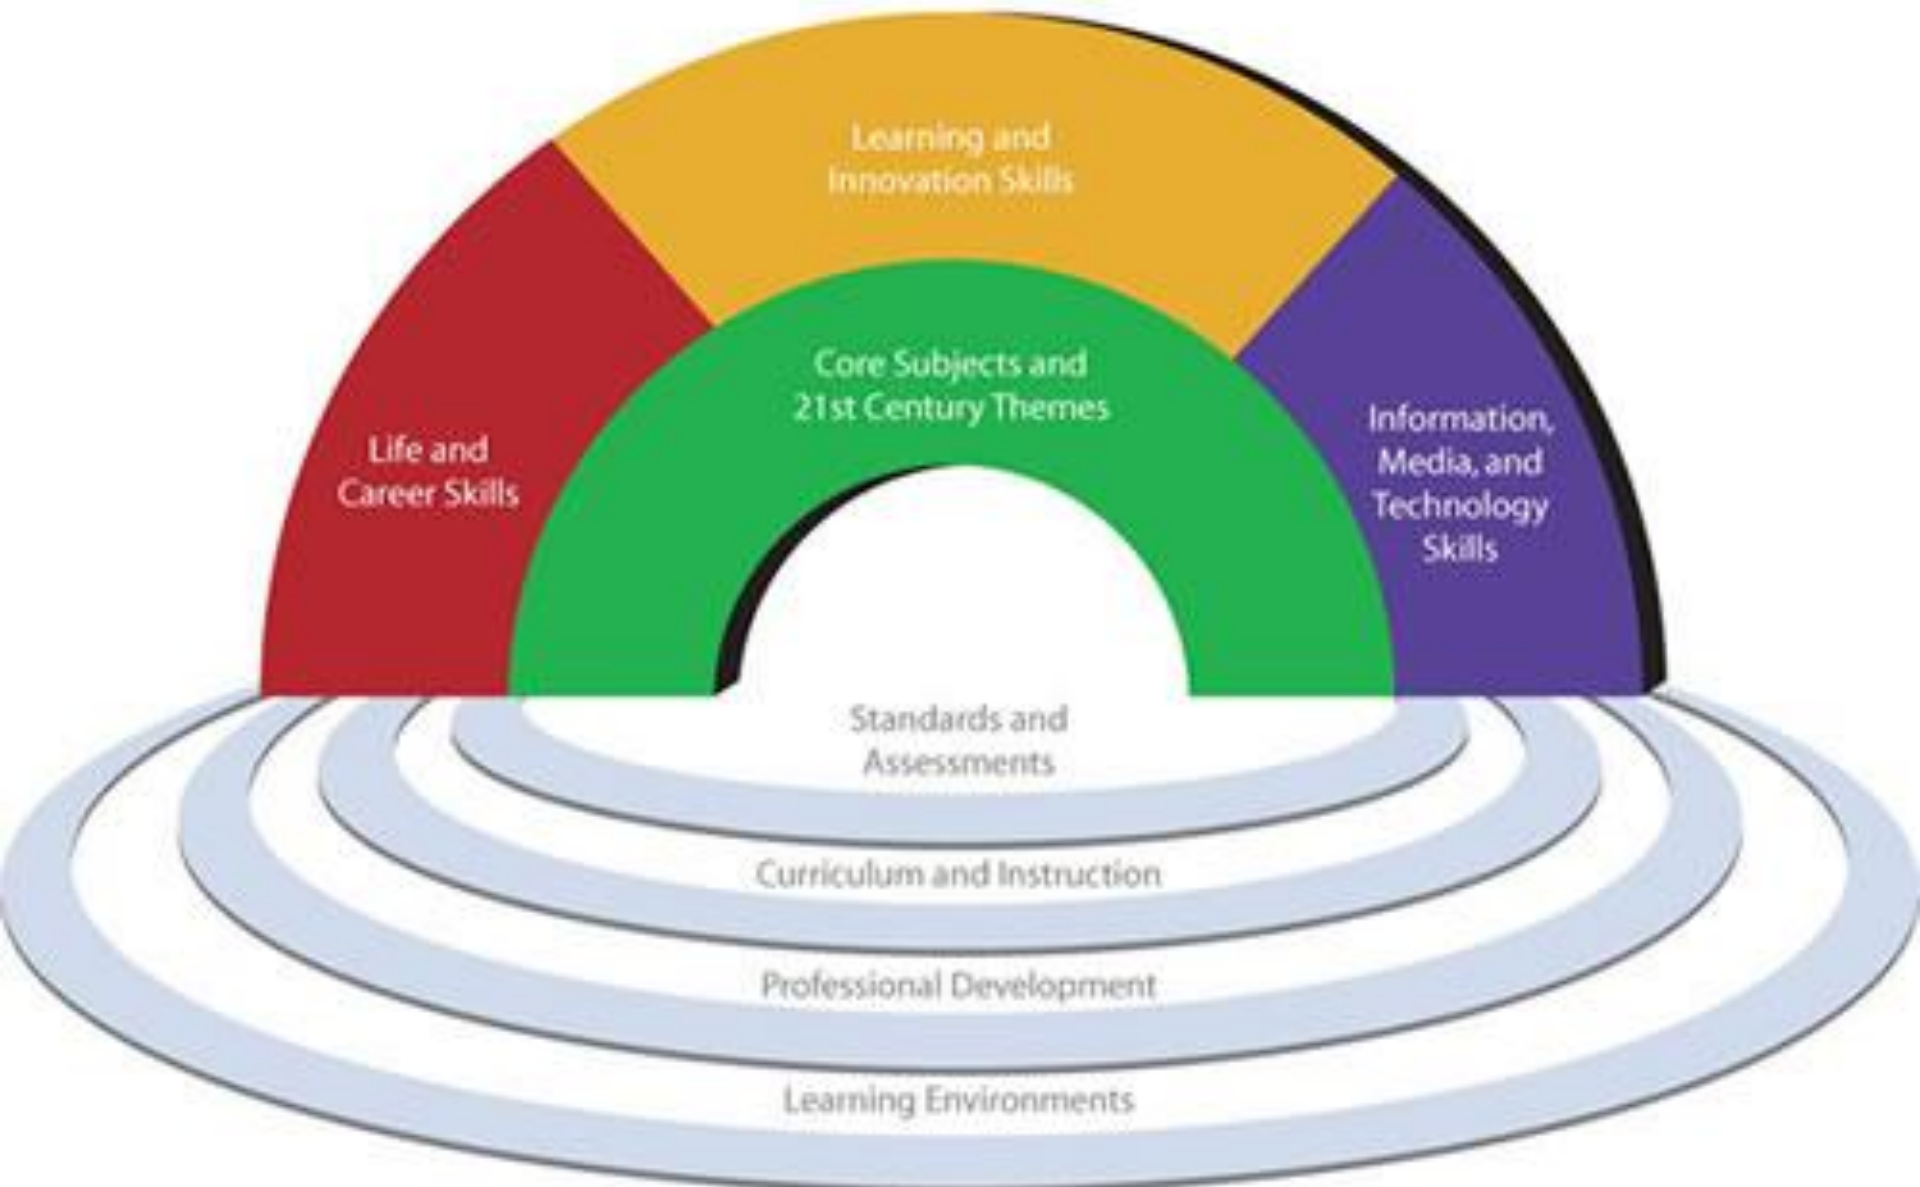 Learning and
Innovation Skills
Core Subjects and
21st Century Themes
Life and
Career Skills
Information,
Media, and
Technology
Skills
Standards and
Assessments
Curriculum and Instruction
Professional Development
Learning Environments